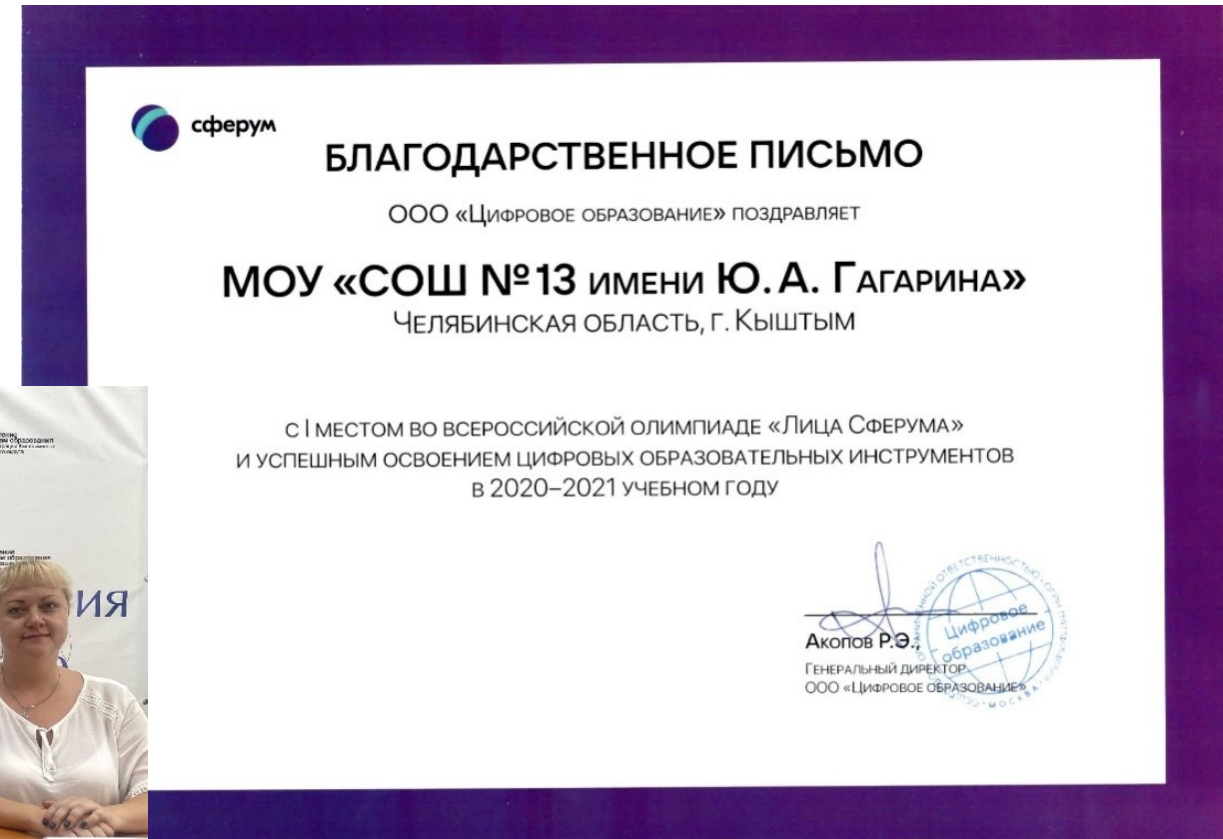 сферум
БЛАГОДАРСТВЕННОЕ ПИСЬМО
ООО «Цифровое образование» поздравляет
МОУ «СОШ №13 имени Ю.А. Гагарина»
Челябинская область, г. Кыштым
с I местом во всероссийской олимпиаде «Лица Сферума»
и успешным освоением цифровых образовательных инструментов
в 2020–2021 учебном году
Акопов Р.Э.,
Генеральный директор
ООО «Цифровое образование»
Цифровое
образование
МОСКВА
ИЯ